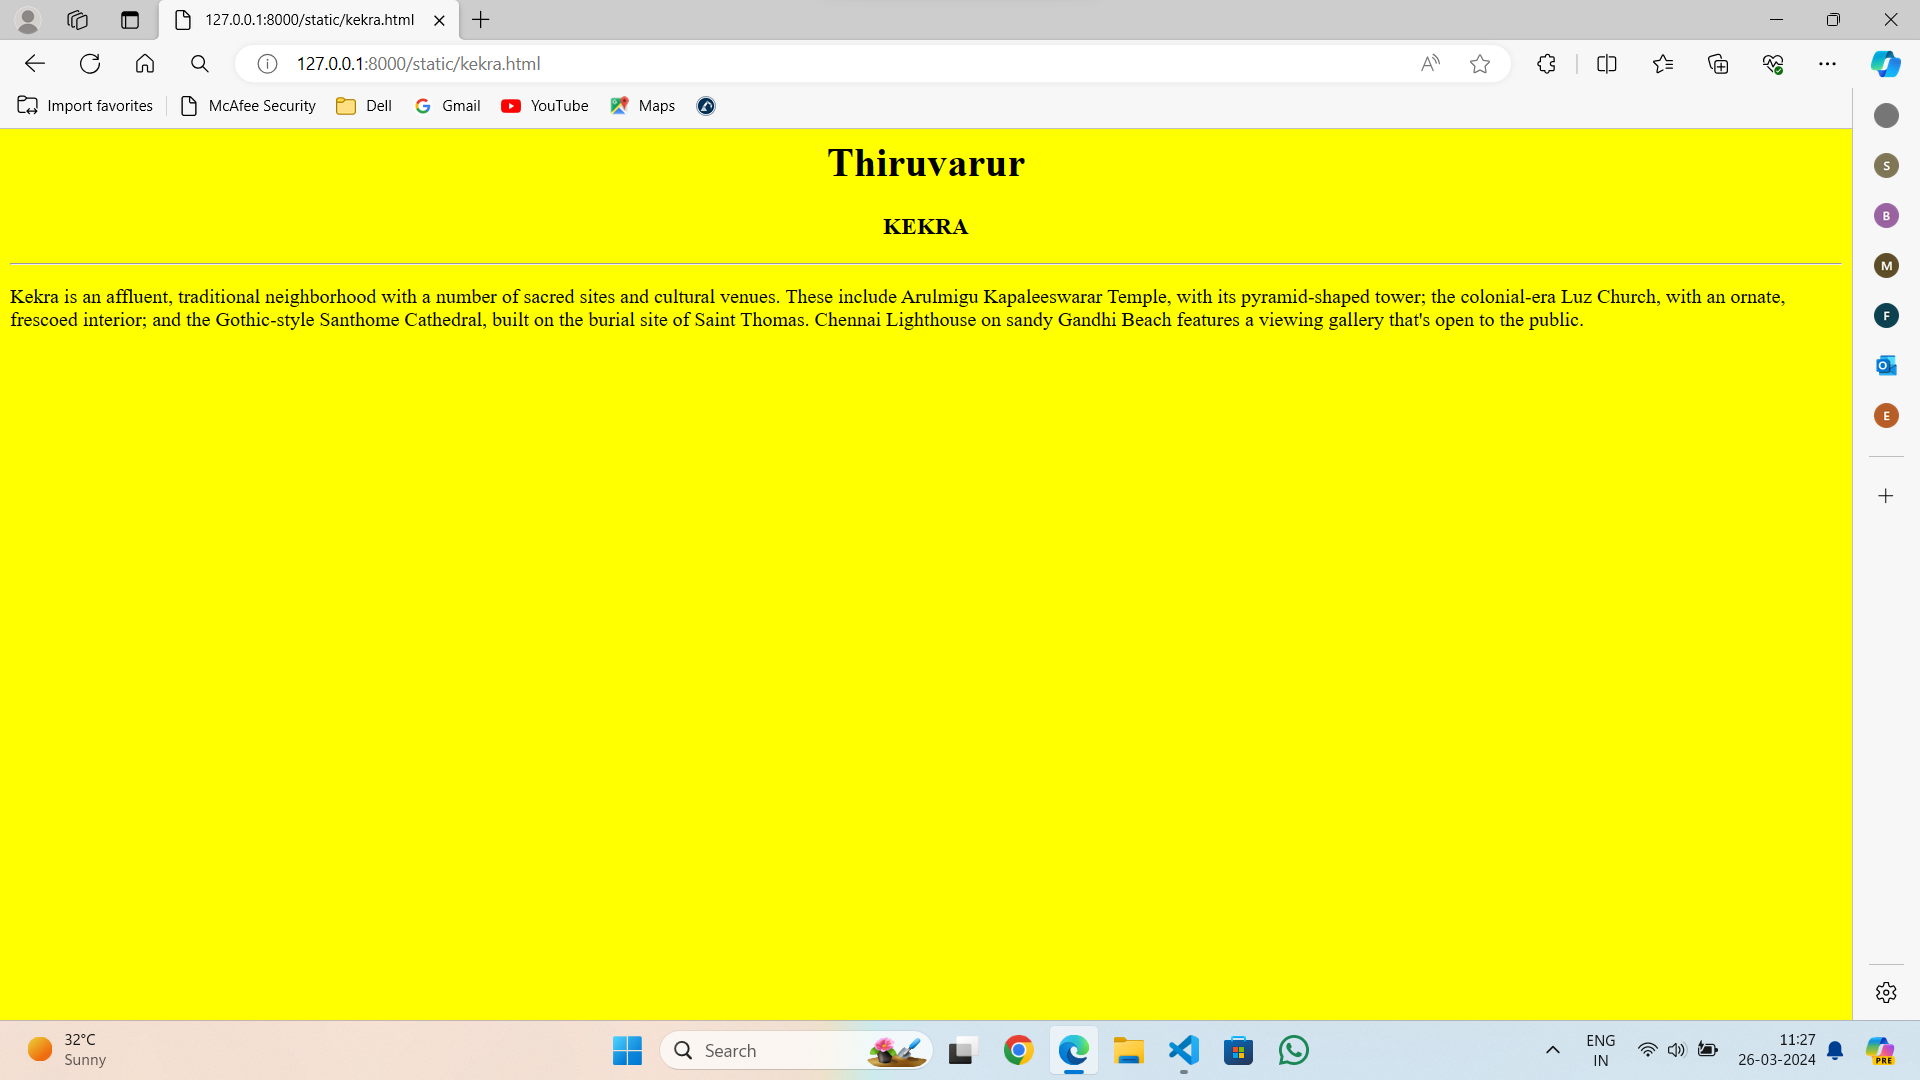 127.0.0.1:8000/static/kekra.html
127.0.0.1:8000/static/kekra.html
Import favorites McAfee Security Dell Gmail YouTube Maps
Thiruvarur
KEKRA
Kekra is an affluent, traditional neighborhood with a number of sacred sites and cultural venues. These include Arulmigu Kapaleeswarar Temple, with its pyramid-shaped tower; the colonial-era Luz Church, with an ornate,
frescoed interior; and the Gothic-style Santhome Cathedral, built on the burial site of Saint Thomas. Chennai Lighthouse on sandy Gandhi Beach features a viewing gallery that's open to the public.
S
B
M
F
E
32°C
Sunny
Search
ENG
IN
11:27
26-03-2024
PRE